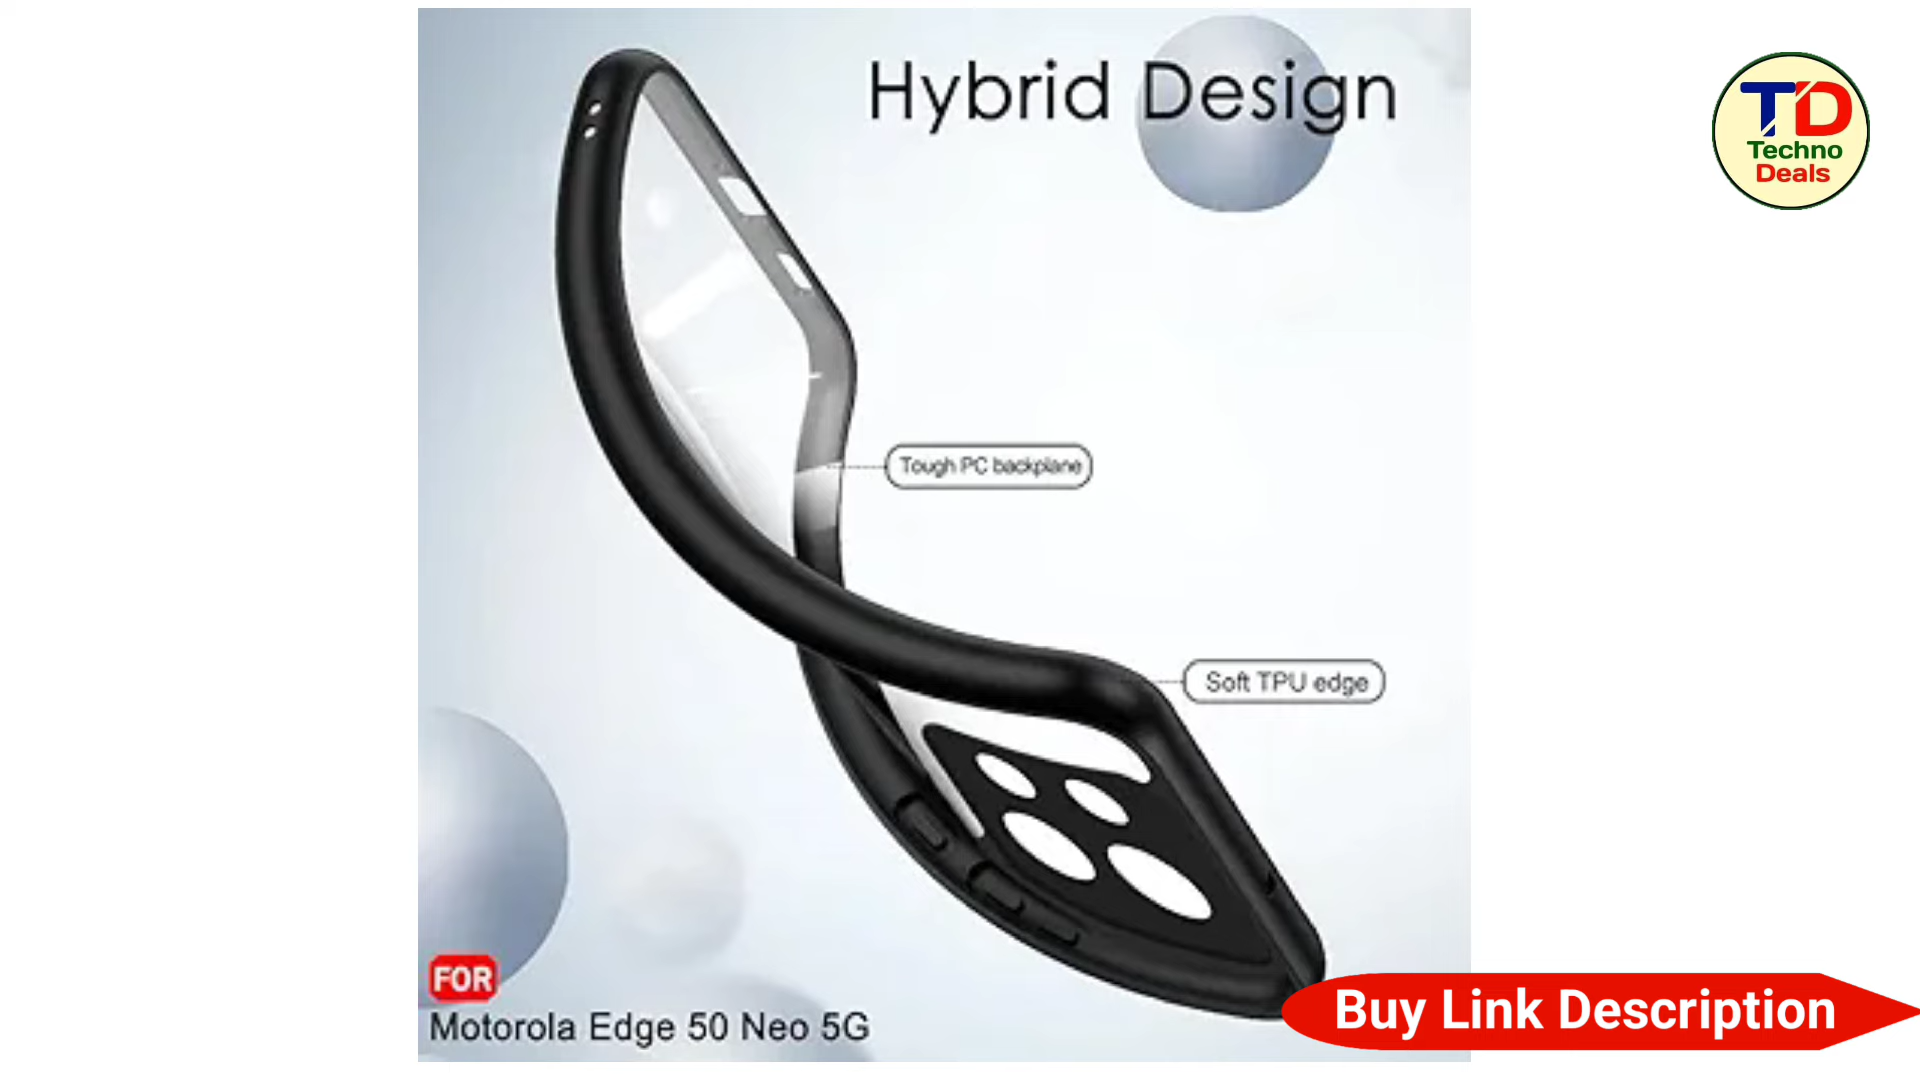 Hybrid Design
TD
Techno
Deals
Tough PC backplane
Soft TPU edge
FOR
Motorola Edge 50 Neo 5G
Buy Link Description